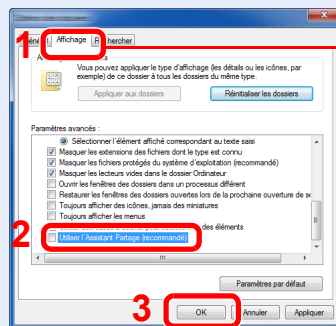 1
Affichage
Rechercher
Vous pouvez appliquer le type d'affichage (les détails ou les icônes, par
exemple) de ce dossier à tous les dossiers du même type.
Appliquer aux dossiers
Réinitialiser les dossiers
Paramètres avancés :
Sélectionner l'élément affiché correspondant au texte saisi
Masquer les extensions des fichiers dont le type est connu
Masquer les fichiers protégés du système d'exploitation (recommandé)
Masquer les lecteurs vides dans le dossier Ordinateur
Ouvrir les fenêtres des dossiers dans un processus différent
Restaurer les fenêtres des dossiers ouvertes lors de la prochaine ouverture de se
Toujours afficher des icônes, jamais des miniatures
Toujours afficher les menus
des éléments
2
Utiliser l'Assistant Partage (recommandé)
Paramètres par défaut
3
OK
Annuler
Appliquer